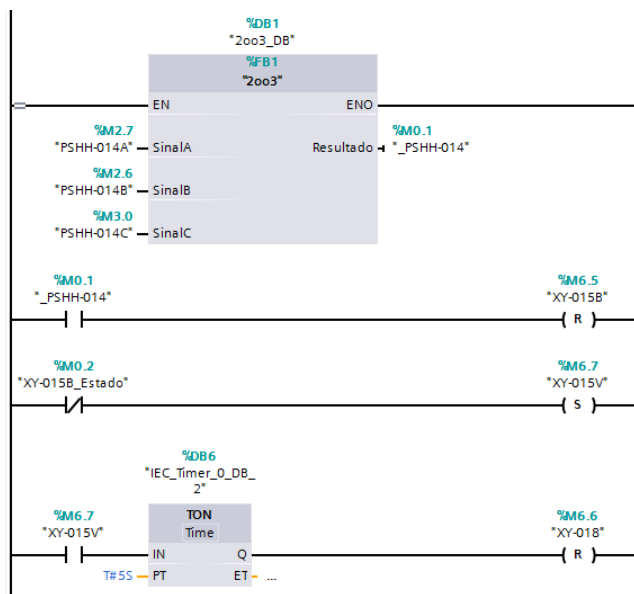 %DB1
"2oo3_DB"
%FB1
"2oo3"
EN ENO
%M2.7 %M0.1
"PSHH-014A" SinalA Resultado "_PSHH-014"
%M2.6
"PSHH-014B" SinalB
%M3.0
"PSHH-014C" SinalC
%M0.1 %M6.5
"_PSHH-014" "XY-015B"
R
%M0.2 %M6.7
"XY-015B_Estado" "XY-015V"
S
%DB6
"IEC_Timer_0_DB_
2"
%M6.7 TON %M6.6
"XY-015V" Time "XY-018"
IN Q R
T#5S PT ET ...